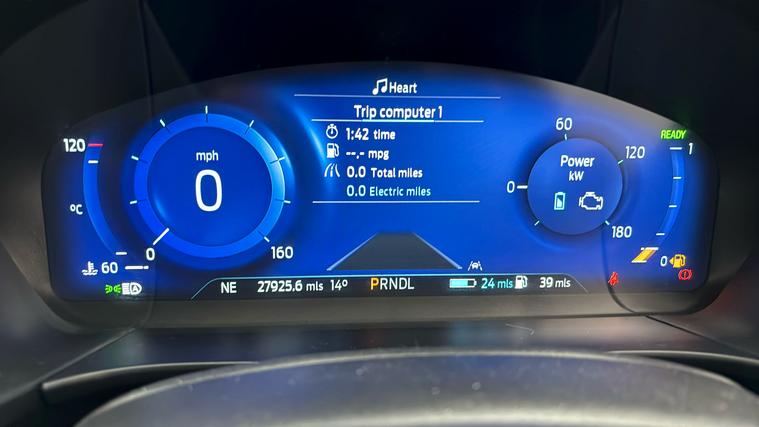 Heart
Trip computer 1
1:42 time
--.- mpg
0.0 Total miles
0.0 Electric miles
120
°C
60
mph
0
0
160
0
60
120
180
Power
kW
READY
1
0
NE 27925.6 mls 14° PRNDL 24 mls 39 mls